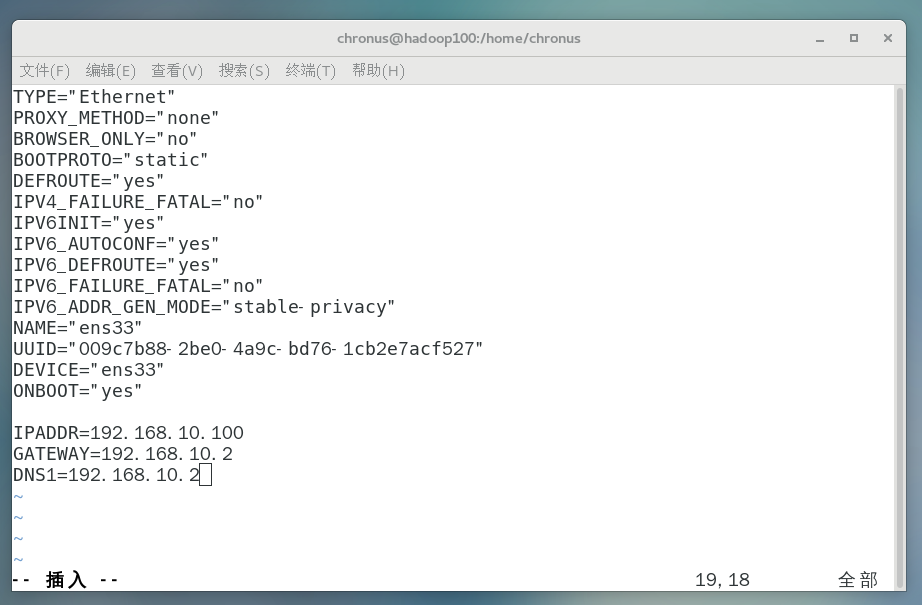 chronus@hadoop100:/home/chronus
文件(F) 编辑(E) 查看(V) 搜索(S) 终端(T) 帮助(H)
TYPE="Ethernet"
PROXY_METHOD="none"
BROWSER_ONLY="no"
BOOTPROTO="static"
DEFROUTE="yes"
IPV4_FAILURE_FATAL="no"
IPV6INIT="yes"
IPV6_AUTOCONF="yes"
IPV6_DEFROUTE="yes"
IPV6_FAILURE_FATAL="no"
IPV6_ADDR_GEN_MODE="stable-privacy"
NAME="ens33"
UUID="009c7b88-2be0-4a9c-bd76-1cb2e7acf527"
DEVICE="ens33"
ONBOOT="yes"
IPADDR=192.168.10.100
GATEWAY=192.168.10.2
DNS1=192.168.10.2
~
~
~
~
-- 插入 -- 19,18 全部